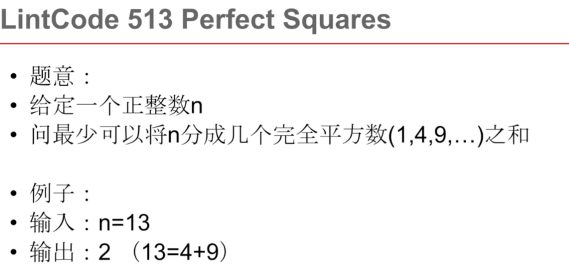 LintCode 513 Perfect Squares
• 题意：
• 给定一个正整数n
• 问最少可以将n分成几个完全平方数(1,4,9,…)之和
• 例子：
• 输入：n=13
• 输出：2 （13=4+9）